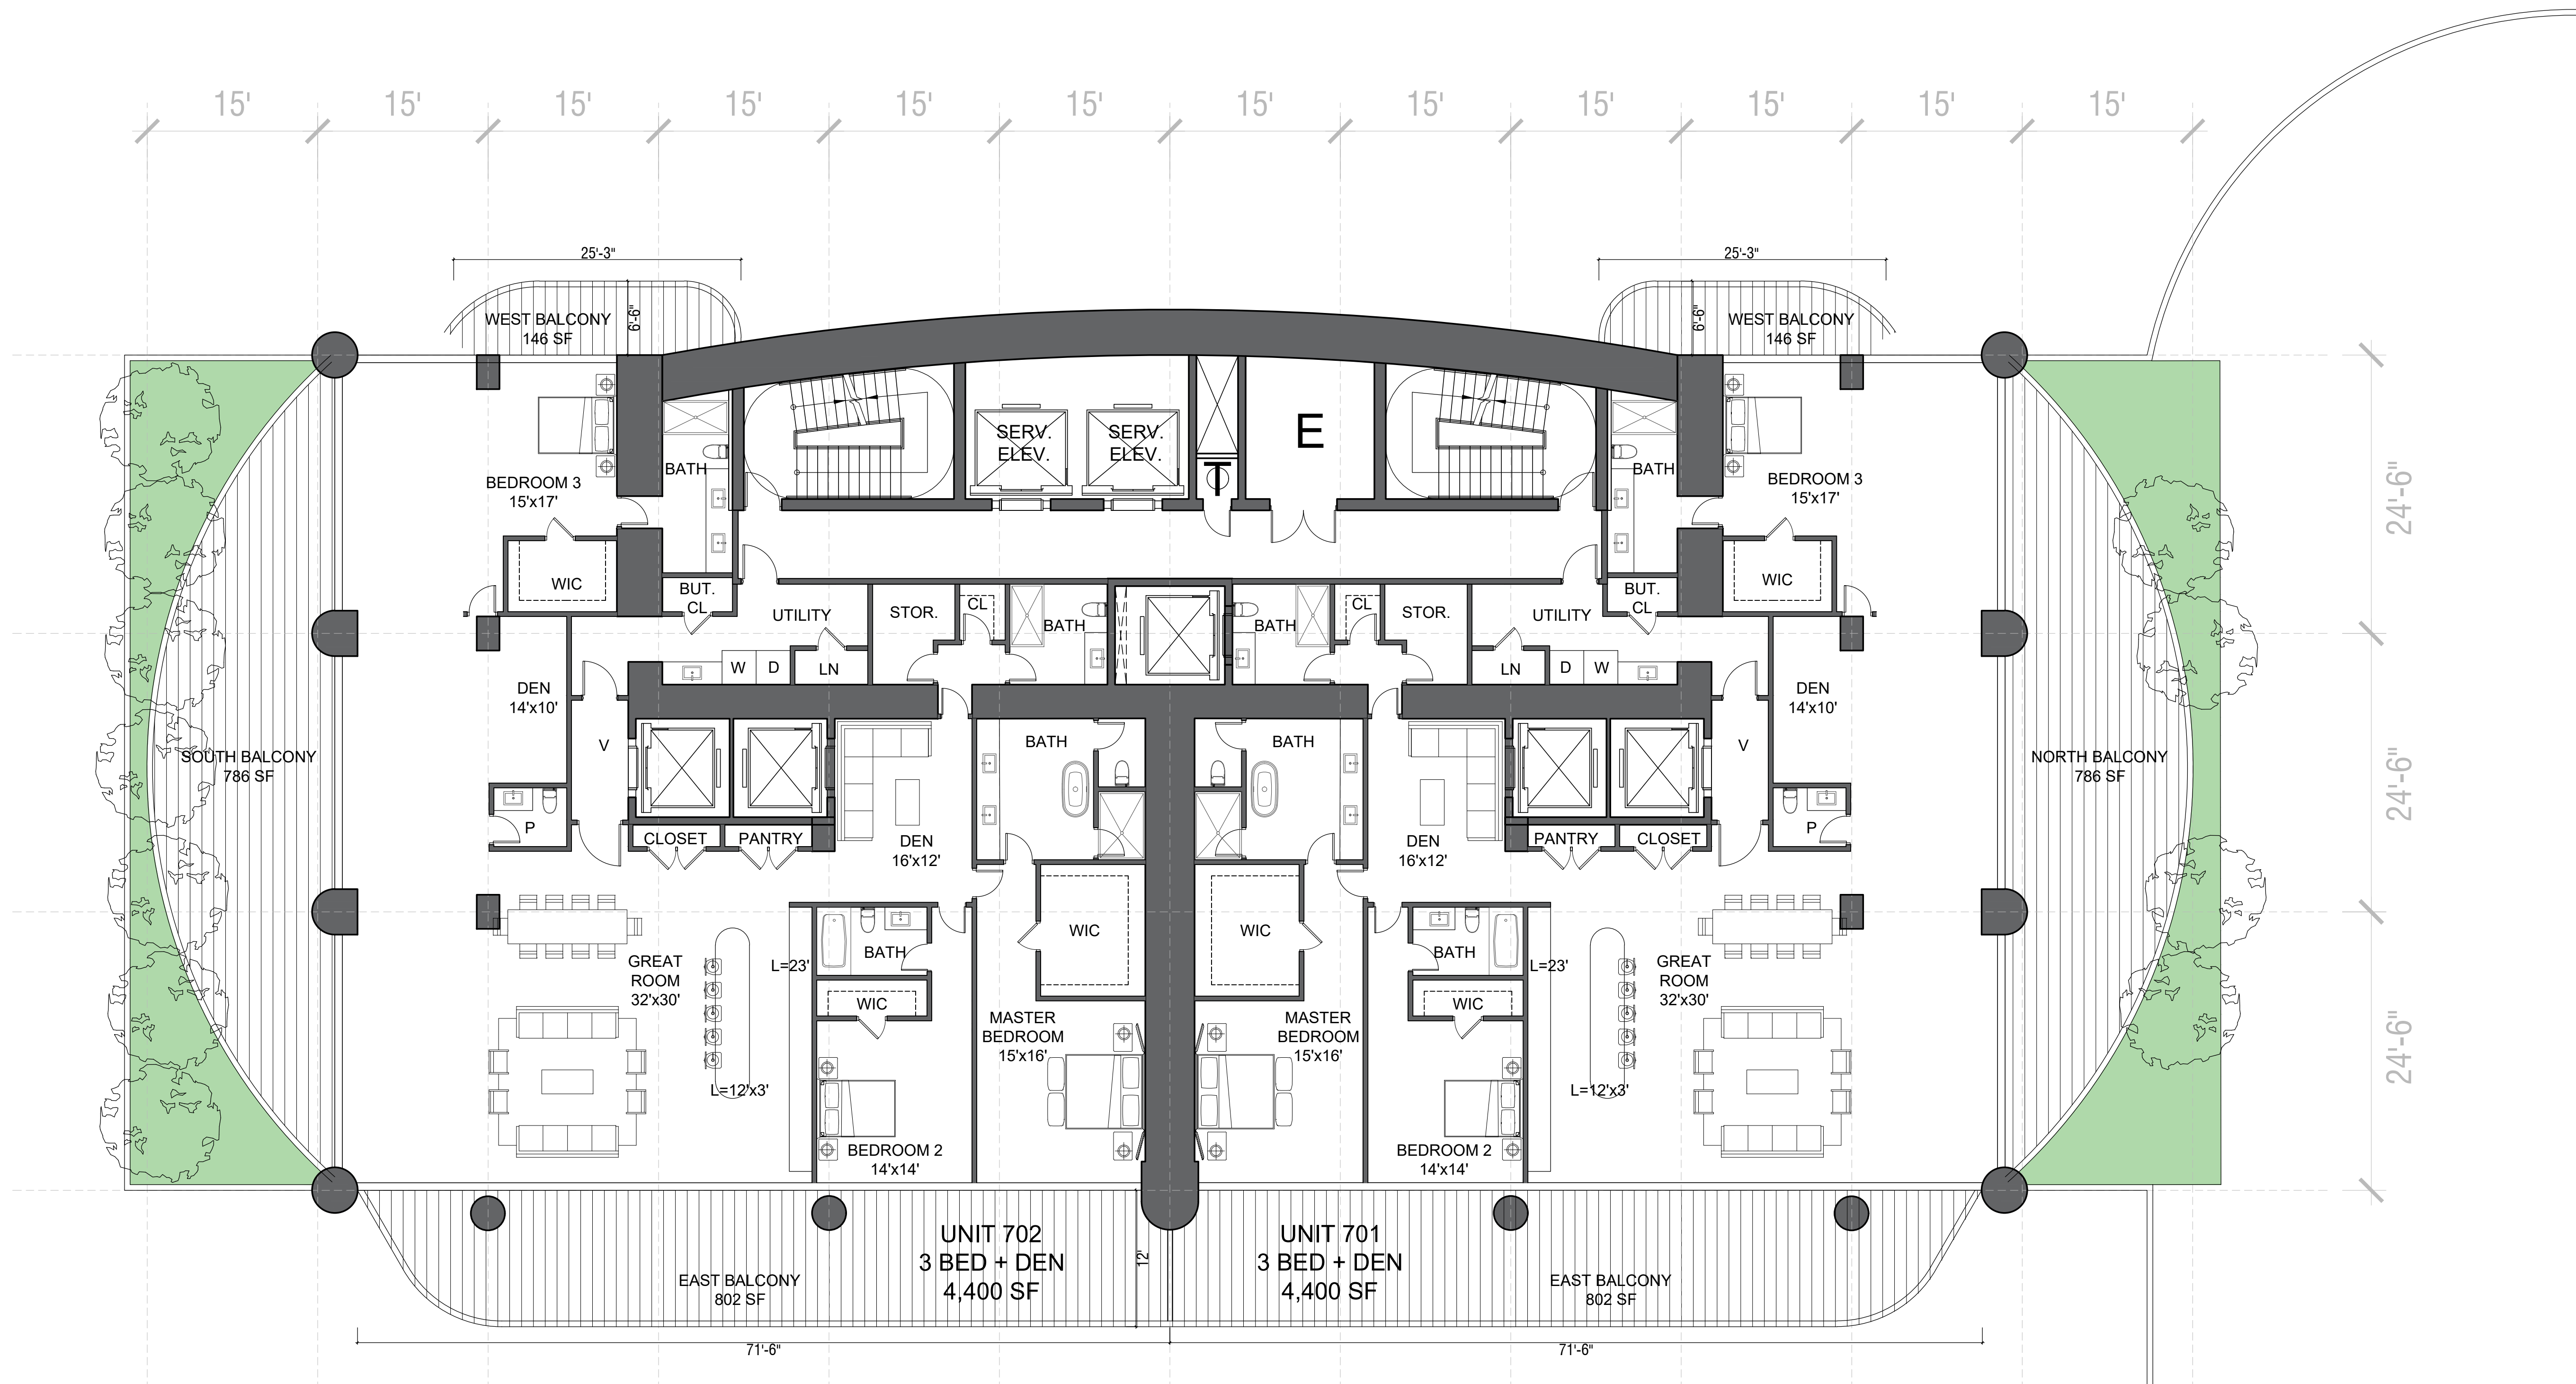 15' 15' 15' 15' 15' 15' 15' 15' 15' 15' 15' 15'
25'-3"
25'-3"
WEST BALCONY
146 SF
6'-6"
6'-6"
WEST BALCONY
146 SF
SERV.
ELEV.
SERV.
ELEV.
E
T
BATH
BATH
BEDROOM 3
15'x17'
BEDROOM 3
15'x17'
24'-6"
WIC
BUT.
CL
UTILITY
STOR.
CL
BATH
BATH
CL
STOR.
UTILITY
BUT.
CL
WIC
W
D
LN
LN
D
W
DEN
14'x10'
DEN
14'x10'
V
BATH
BATH
V
SOUTH BALCONY
786 SF
NORTH BALCONY
786 SF
24'-6"
P
CLOSET
PANTRY
DEN
16'x12'
DEN
16'x12'
PANTRY
CLOSET
P
WIC
WIC
BATH
BATH
L=23'
L=23'
GREAT
ROOM
32'x30'
GREAT
ROOM
32'x30'
WIC
WIC
MASTER
BEDROOM
15'x16'
MASTER
BEDROOM
15'x16'
24'-6"
L=12'x3'
L=12'x3'
BEDROOM 2
14'x14'
BEDROOM 2
14'x14'
UNIT 702
3 BED + DEN
4,400 SF
12'
UNIT 701
3 BED + DEN
4,400 SF
EAST BALCONY
802 SF
EAST BALCONY
802 SF
71'-6"
71'-6"